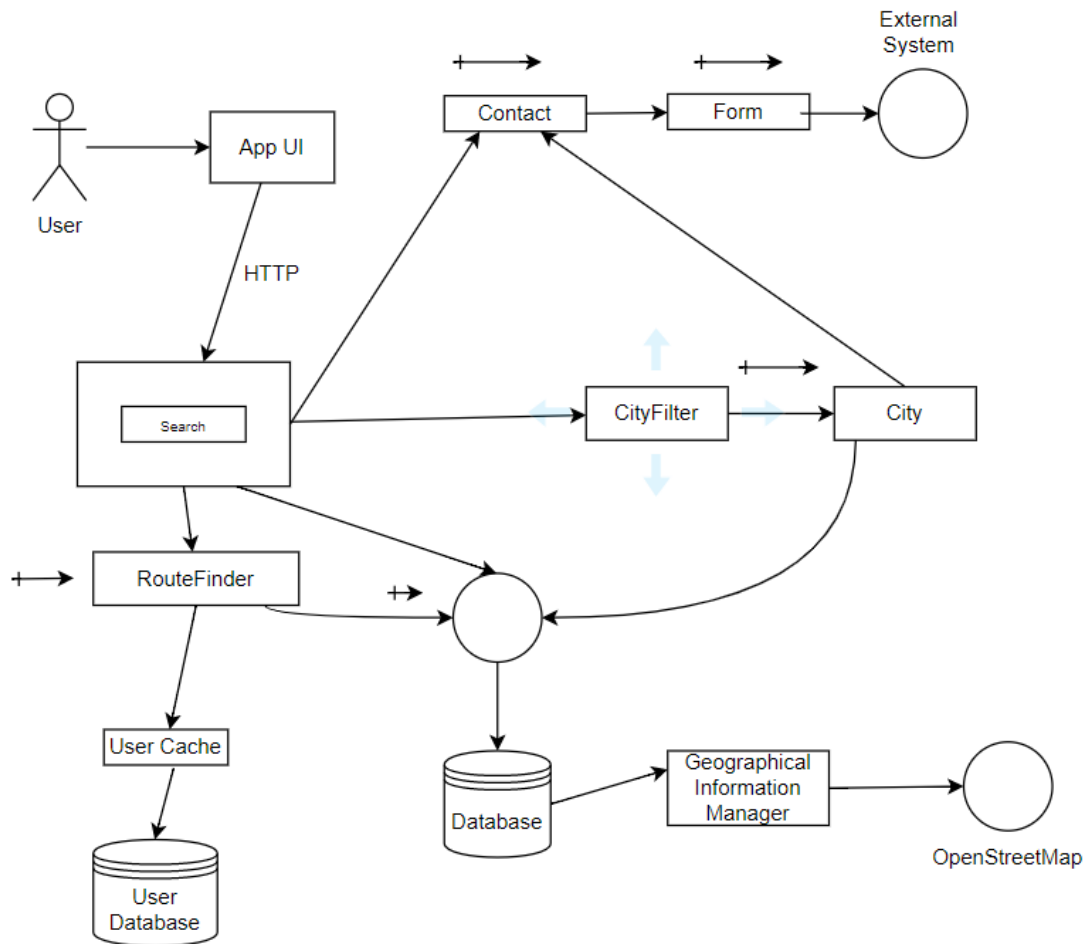 External
System
Contact
Form
App UI
User
HTTP
Search
CityFilter
City
RouteFinder
User Cache
Database
Geographical
Information
Manager
OpenStreetMap
User
Database